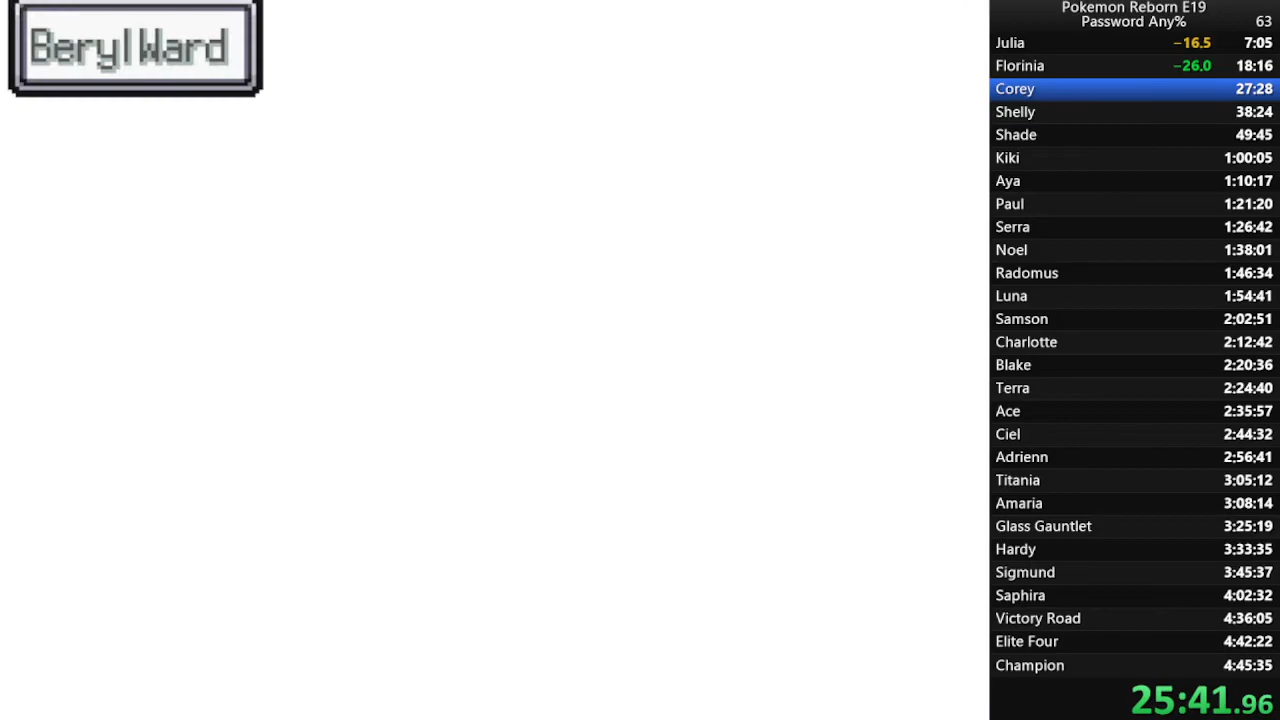 Beryl Ward
Pokemon Reborn E19
Password Any% 63
Julia −16.5 7:05
Florinia −26.0 18:16
Corey 27:28
Shelly 38:24
Shade 49:45
Kiki 1:00:05
Aya 1:10:17
Paul 1:21:20
Serra 1:26:42
Noel 1:38:01
Radomus 1:46:34
Luna 1:54:41
Samson 2:02:51
Charlotte 2:12:42
Blake 2:20:36
Terra 2:24:40
Ace 2:35:57
Ciel 2:44:32
Adrienn 2:56:41
Titania 3:05:12
Amaria 3:08:14
Glass Gauntlet 3:25:19
Hardy 3:33:35
Sigmund 3:45:37
Saphira 4:02:32
Victory Road 4:36:05
Elite Four 4:42:22
Champion 4:45:35
25:41.96